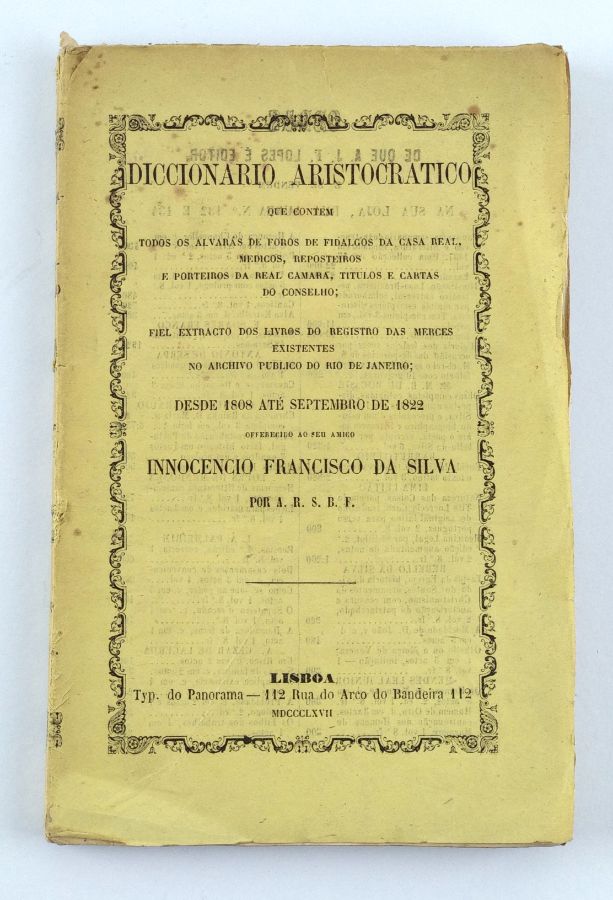 DICCIONARIO ARISTOCRATICO
QUE CONTEM
TODOS OS ALVARÁS DE FOROS DE FIDALGOS DA CASA REAL,
MEDICOS, REPOSTEIROS
E PORTEIROS DA REAL CAMARA, TITULOS E CARTAS
DO CONSELHO;
FIEL EXTRACTO DOS LIVROS DO REGISTRO DAS MERCES
EXISTENTES
NO ARCHIVO PUBLICO DO RIO DE JANEIRO;
DESDE 1808 ATÉ SEPTEMBRO DE 1822
OFFERECIDO AO SEU AMIGO
INNOCENCIO FRANCISCO DA SILVA
POR A. R. S. B. F.
LISBOA
Typ. do Panorama — 112 Rua do Arco do Bandeira 112
MDCCCLXVII